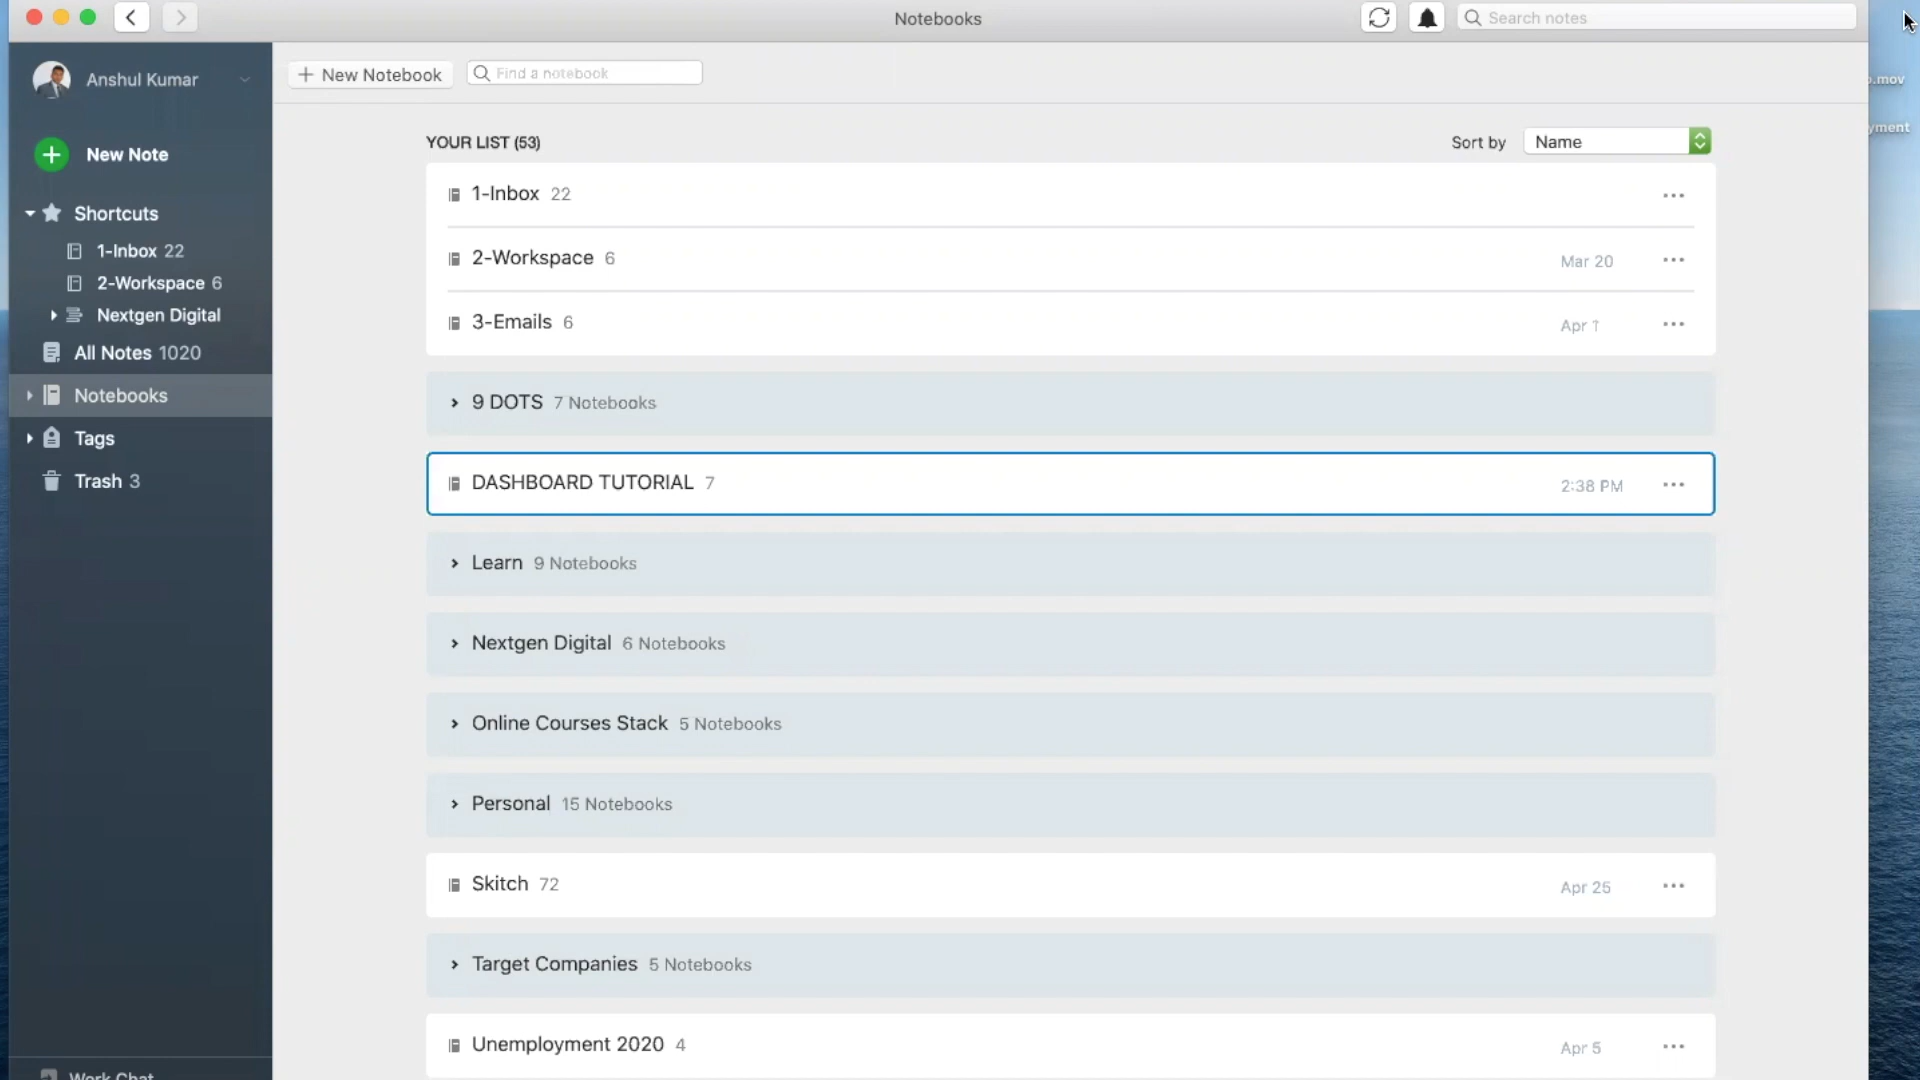 Notebooks
Search notes
Anshul Kumar
New Note
Shortcuts
1-Inbox 22
2-Workspace 6
Nextgen Digital
All Notes 1020
Notebooks
Tags
Trash 3
Work Chat
+ New Notebook
Find a notebook
YOUR LIST (53)
Sort by Name
1-Inbox 22
2-Workspace 6 Mar 20
3-Emails 6 Apr 1
9 DOTS 7 Notebooks
DASHBOARD TUTORIAL 7 2:38 PM
Learn 9 Notebooks
Nextgen Digital 6 Notebooks
Online Courses Stack 5 Notebooks
Personal 15 Notebooks
Skitch 72 Apr 25
Target Companies 5 Notebooks
Unemployment 2020 4 Apr 5
.mov
yment